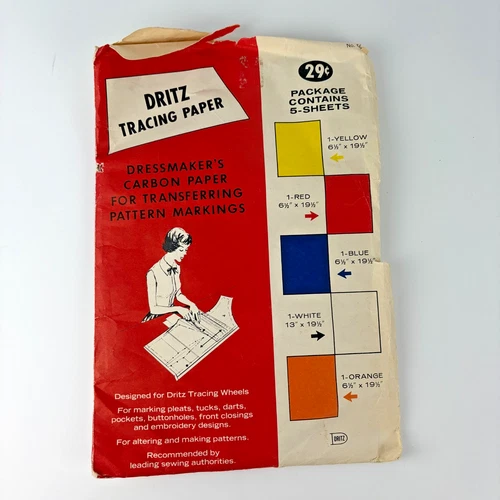 DRITZ
TRACING PAPER
DRESSMAKER'S
CARBON PAPER
FOR TRANSFERRING
PATTERN MARKINGS
Designed for Dritz Tracing Wheels
For marking pleats, tucks, darts,
pockets, buttonholes, front closings
and embroidery designs.
For altering and making patterns.
Recommended by
leading sewing authorities.
No.
29¢
PACKAGE
CONTAINS
5-SHEETS
1-YELLOW
6½" x 19½"
1-RED
6½" x 19½"
1-BLUE
6½" x 19½"
1-WHITE
13" x 19½"
1-ORANGE
6½" x 19½"
DRITZ